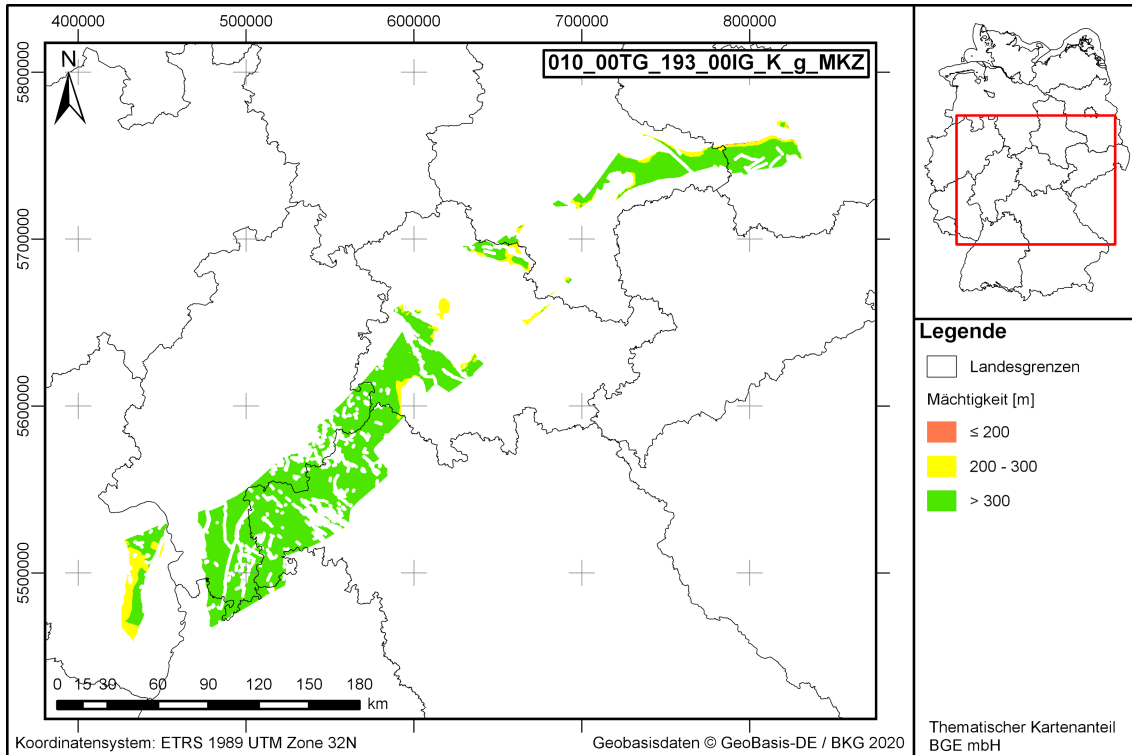 400000 500000 600000 700000 800000
5800000
5700000
5600000
5500000
N
010_00TG_193_00IG_K_g_MKZ
0 15 30 60 90 120 150 180
km
Koordinatensystem: ETRS 1989 UTM Zone 32N
Geobasisdaten © GeoBasis-DE / BKG 2020
Legende
Landesgrenzen
Mächtigkeit [m]
≤ 200
200 - 300
> 300
Thematischer Kartenanteil
BGE mbH